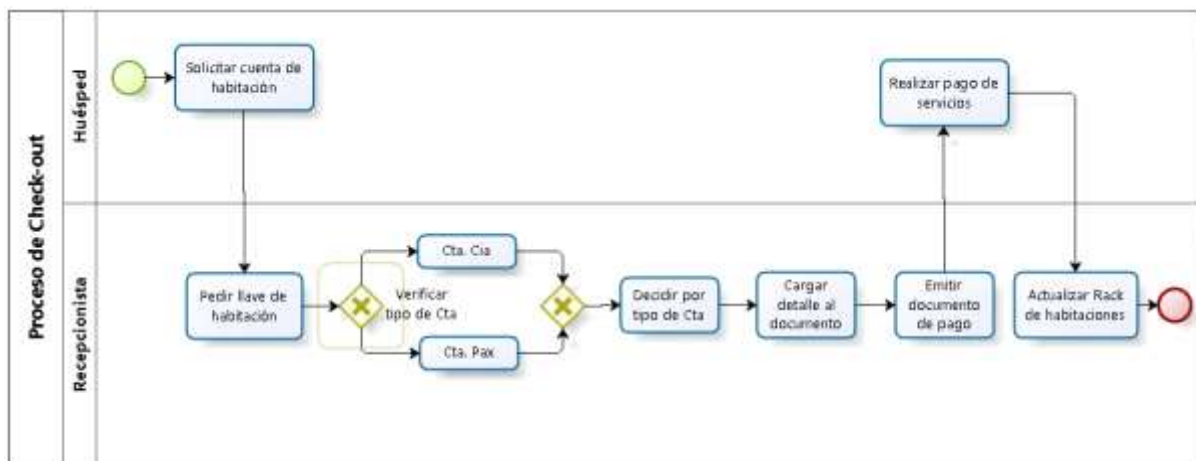 Proceso de Check-out
Huésped
Solicitar cuenta de
habitación
Realizar pago de
servicios
Recepcionista
Pedir llave de
habitación
Verificar
tipo de Cta
Cta. Cia
Cta. Pax
Decidir por
tipo de Cta
Cargar
detalle al
documento
Emitir
documento
de pago
Actualizar Rack
de habitaciones